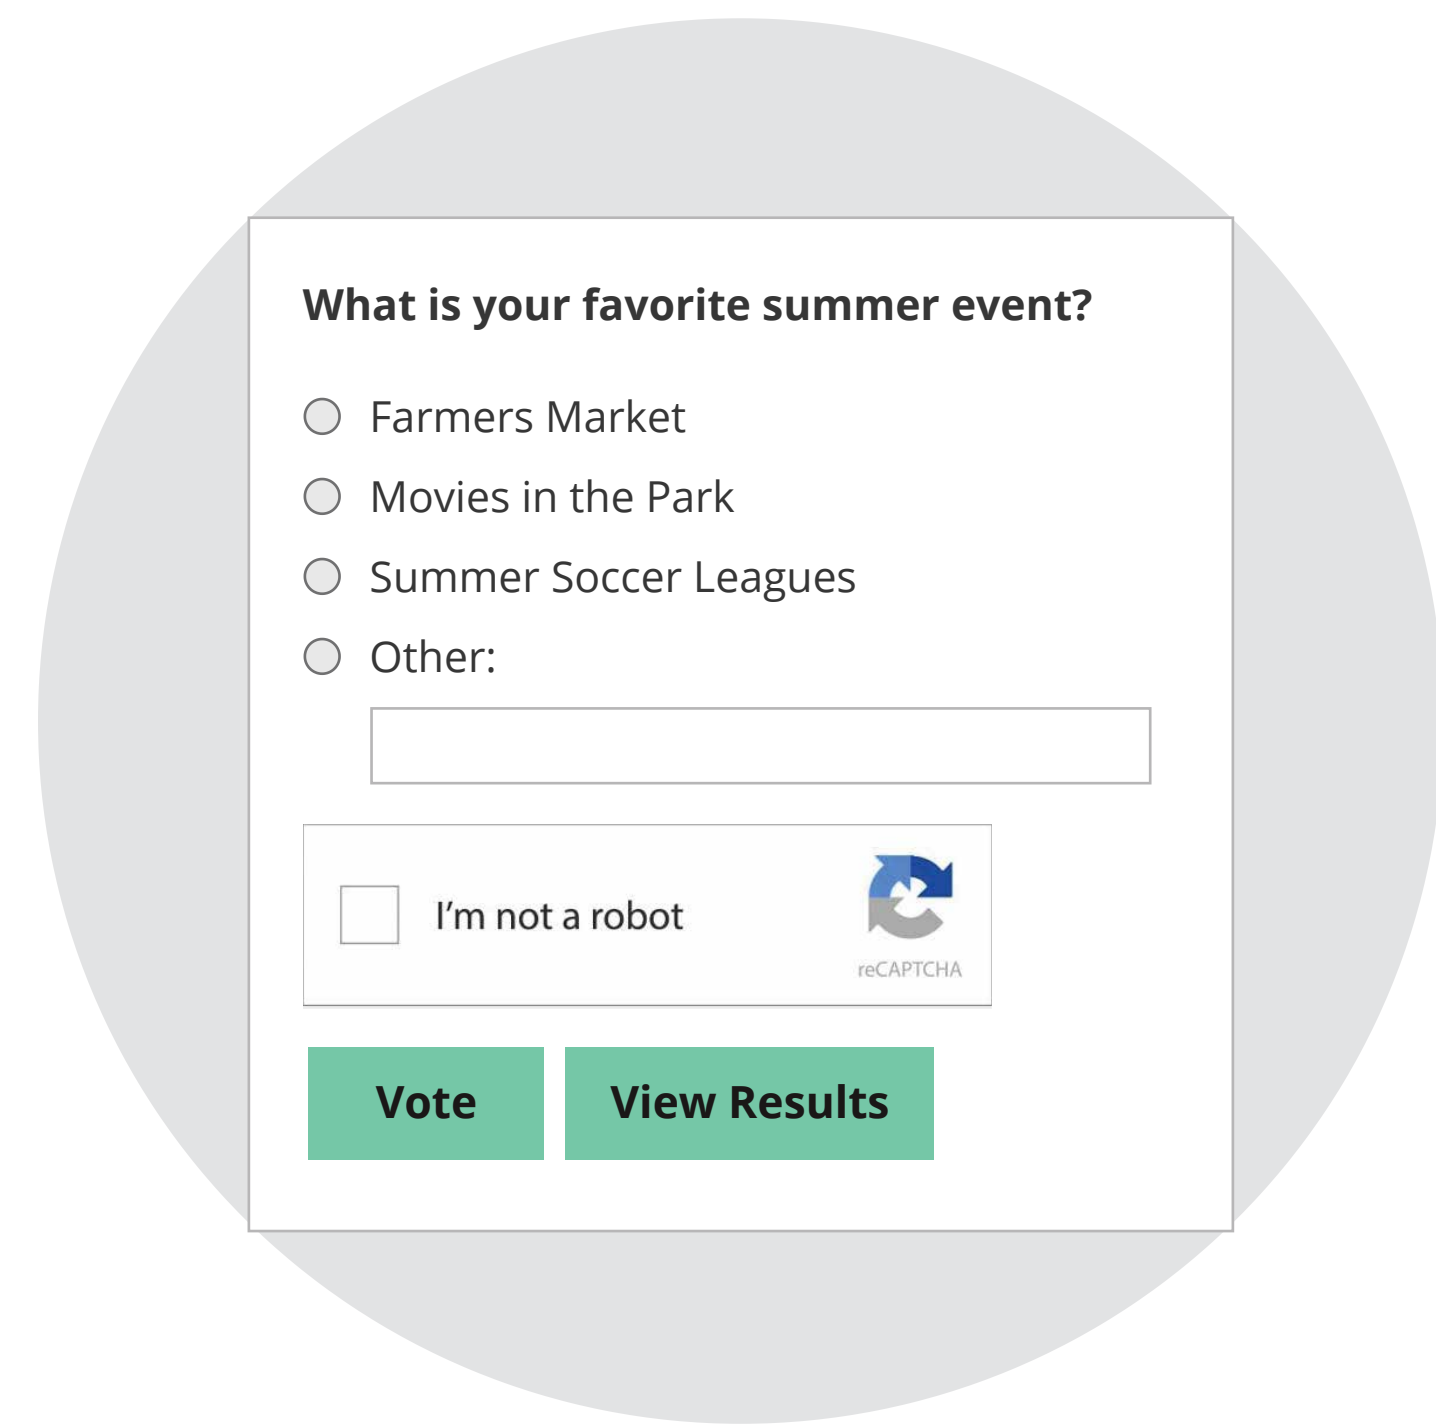 What is your favorite summer event?
Farmers Market
Movies in the Park
Summer Soccer Leagues
Other:
I'm not a robot
reCAPTCHA
Vote
View Results